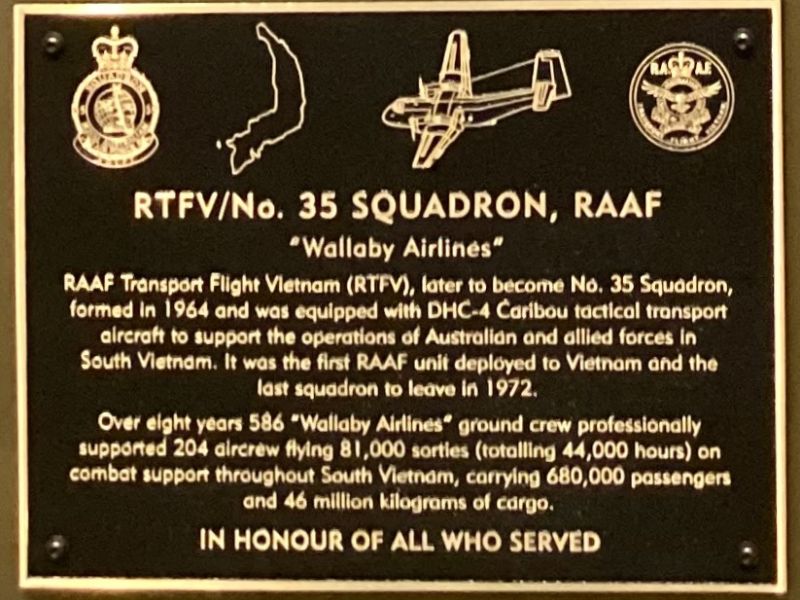 SQUADRON
R.A.A.F.
RTFV/No. 35 SQUADRON, RAAF
"Wallaby Airlines"
RAAF Transport Flight Vietnam (RTFV), later to become No. 35 Squadron,
formed in 1964 and was equipped with DHC-4 Caribou tactical transport
aircraft to support the operations of Australian and allied forces in
South Vietnam. It was the first RAAF unit deployed to Vietnam and the
last squadron to leave in 1972.
Over eight years 586 "Wallaby Airlines" ground crew professionally
supported 204 aircrew flying 81,000 sorties (totalling 44,000 hours) on
combat support throughout South Vietnam, carrying 680,000 passengers
and 46 million kilograms of cargo.
IN HONOUR OF ALL WHO SERVED